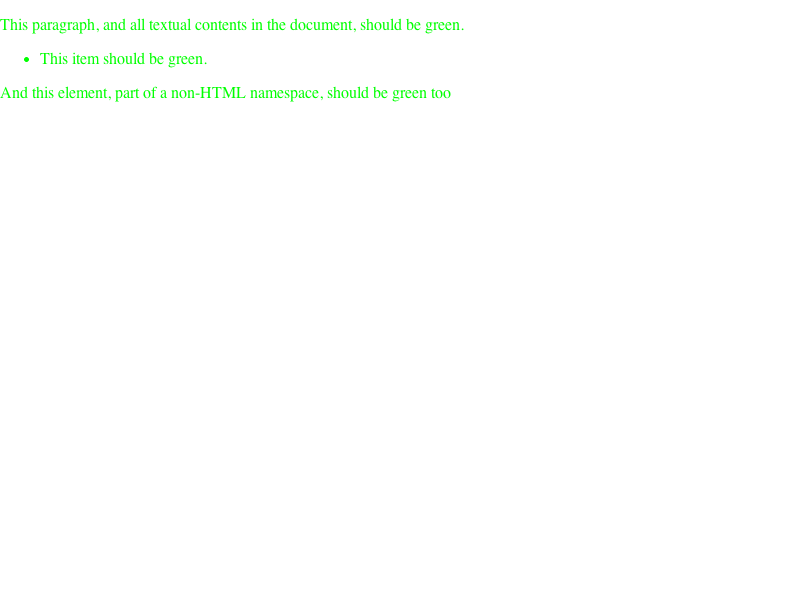 This paragraph, and all textual contents in the document, should be green.
This item should be green.
And this element, part of a non-HTML namespace, should be green too